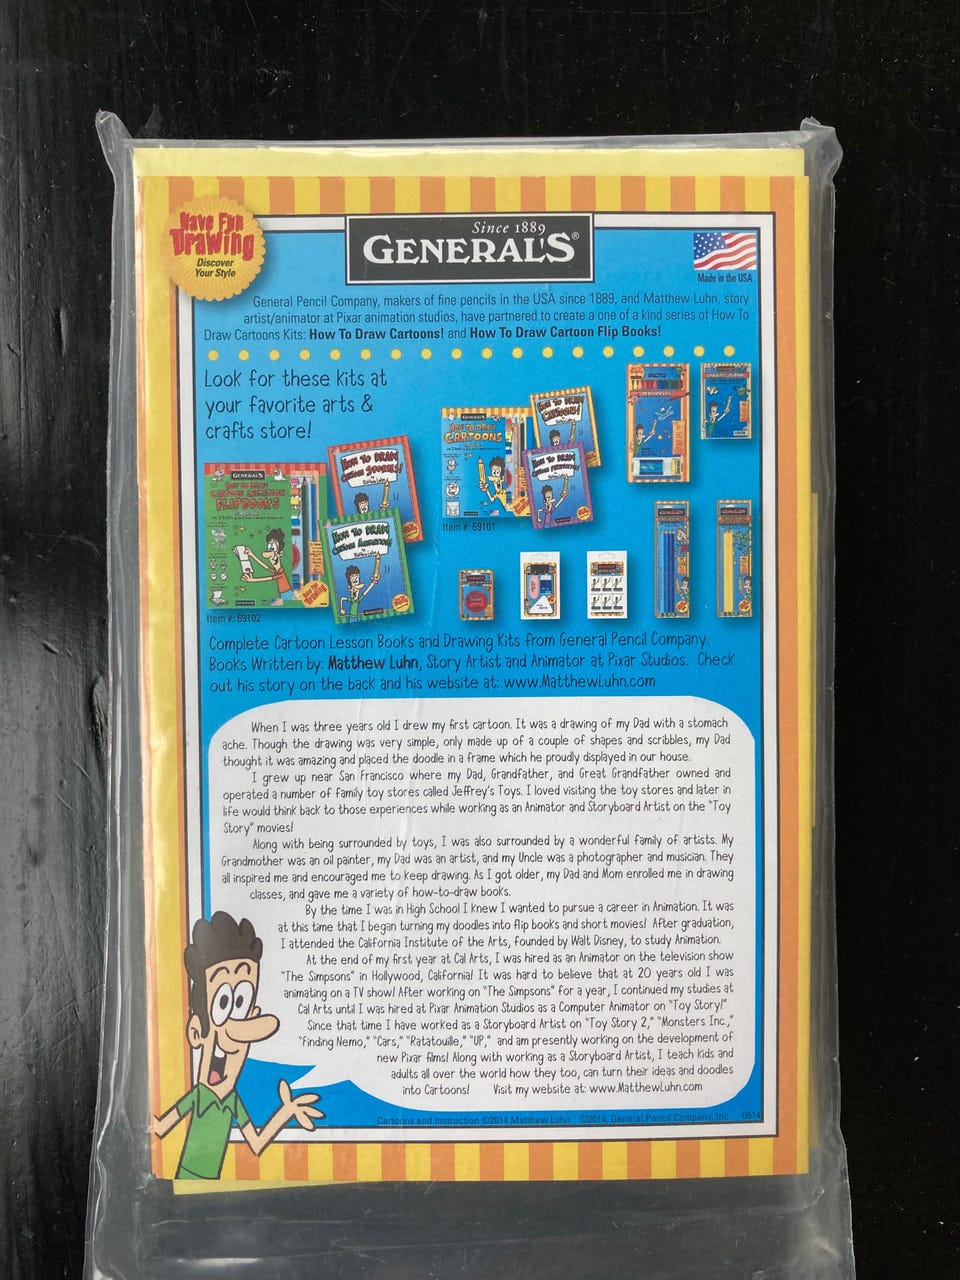 Have Fun
Drawing
Discover
Your Style
Since 1889
GENERAL'S®
Made in the USA
General Pencil Company, makers of fine pencils in the USA since 1889, and Matthew Luhn, story
artist/animator at Pixar animation studios, have partnered to create a one of a kind series of How To
Draw Cartoons Kits: How To Draw Cartoons! and How To Draw Cartoon Flip Books!
Look for these kits at
your favorite arts &
crafts store!
GENERAL'S
HOW TO DRAW
CARTOONS
HOW TO DRAW
CARTOONS!
GENERAL'S
HOW TO DRAW
CARTOON ANIMATION
FLIPBOOKS
HOW TO DRAW
Cartoon Animation!
Item #: 69101
Item #: 69102
Complete Cartoon Lesson Books and Drawing Kits from General Pencil Company.
Books Written by: Matthew Luhn, Story Artist and Animator at Pixar Studios. Check
out his story on the back and his website at: www.MatthewLuhn.com
When I was three years old I drew my first cartoon. It was a drawing of my Dad with a stomach
ache. Though the drawing was very simple, only made up of a couple of shapes and scribbles, my Dad
thought it was amazing and placed the doodle in a frame which he proudly displayed in our house.
I grew up near San Francisco where my Dad, Grandfather, and Great Grandfather owned and
operated a number of family toy stores called Jeffrey's Toys. I loved visiting the toy stores and later in
life would think back to those experiences while working as an Animator and Storyboard Artist on the "Toy
Story" movies!
Along with being surrounded by toys, I was also surrounded by a wonderful family of artists. My
Grandmother was an oil painter, my Dad was an artist, and my Uncle was a photographer and musician. They
all inspired me and encouraged me to keep drawing. As I got older, my Dad and Mom enrolled me in drawing
classes, and gave me a variety of how-to-draw books.
By the time I was in High School I knew I wanted to pursue a career in Animation. It was
at this time that I began turning my doodles into flip books and short movies! After graduation,
I attended the California Institute of the Arts, founded by Walt Disney, to study Animation.
At the end of my first year at Cal Arts, I was hired as an Animator on the television show
"The Simpsons" in Hollywood, California! It was hard to believe that at 20 years old I was
animating on a TV show! After working on "The Simpsons" for a year, I continued my studies at
Cal Arts until I was hired at Pixar Animation Studios as a Computer Animator on "Toy Story!"
Since that time I have worked as a Storyboard Artist on "Toy Story 2," "Monsters Inc.,"
"Finding Nemo," "Cars," "Ratatouille," "UP," and am presently working on the development of
new Pixar films! Along with working as a Storyboard Artist, I teach kids and
adults all over the world how they too, can turn their ideas and doodles
into Cartoons! Visit my website at: www.MatthewLuhn.com
Cartoons and Instruction ©2014 Matthew Luhn ©2014, General Pencil Company, Inc. 0514